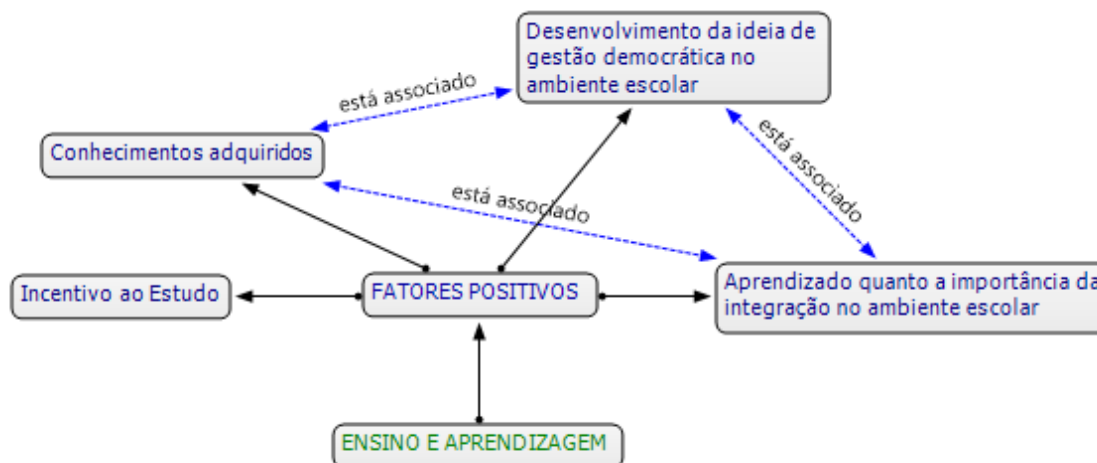 Desenvolvimento da ideia de
gestão democrática no
ambiente escolar
está associado
Conhecimentos adquiridos
está associado
está associado
Incentivo ao Estudo
FATORES POSITIVOS
Aprendizado quanto a importância da
integração no ambiente escolar
ENSINO E APRENDIZAGEM